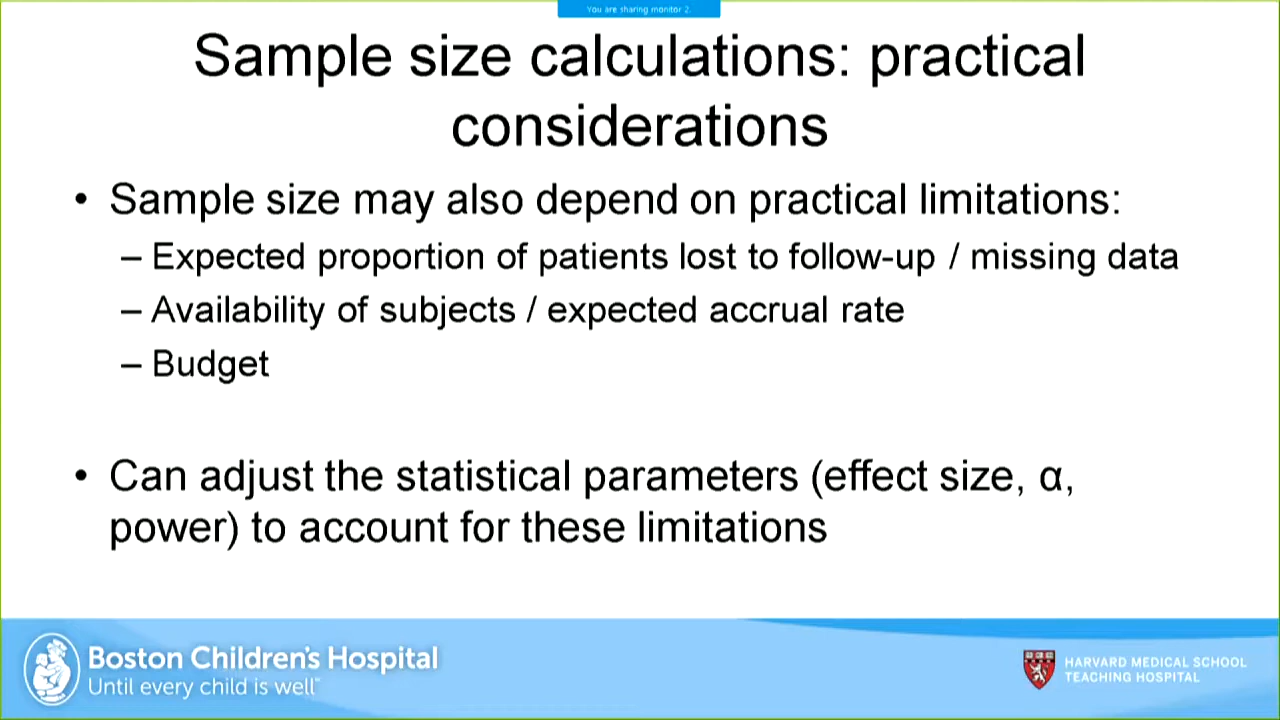 You are sharing monitor 2.
Sample size calculations: practical
considerations
• Sample size may also depend on practical limitations:
– Expected proportion of patients lost to follow-up / missing data
– Availability of subjects / expected accrual rate
– Budget
• Can adjust the statistical parameters (effect size, α,
power) to account for these limitations
Boston Children's Hospital
Until every child is well™
HARVARD MEDICAL SCHOOL
TEACHING HOSPITAL